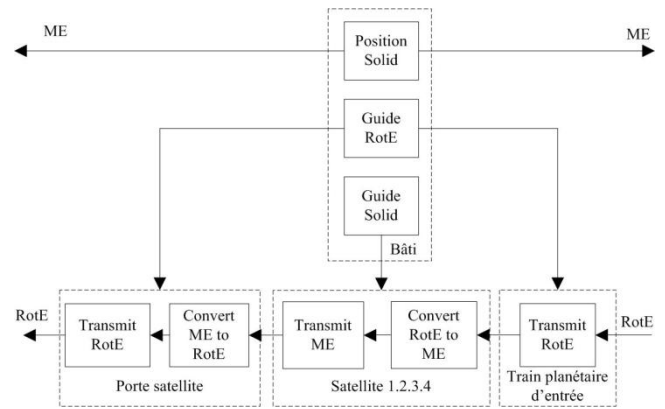 ME
Position
Solid
ME
Guide
RotE
Guide
Solid
Bâti
RotE
Transmit
RotE
Convert
ME to
RotE
Transmit
ME
Convert
RotE to
ME
Transmit
RotE
RotE
Porte satellite
Satellite 1.2.3.4
Train planétaire
d'entrée